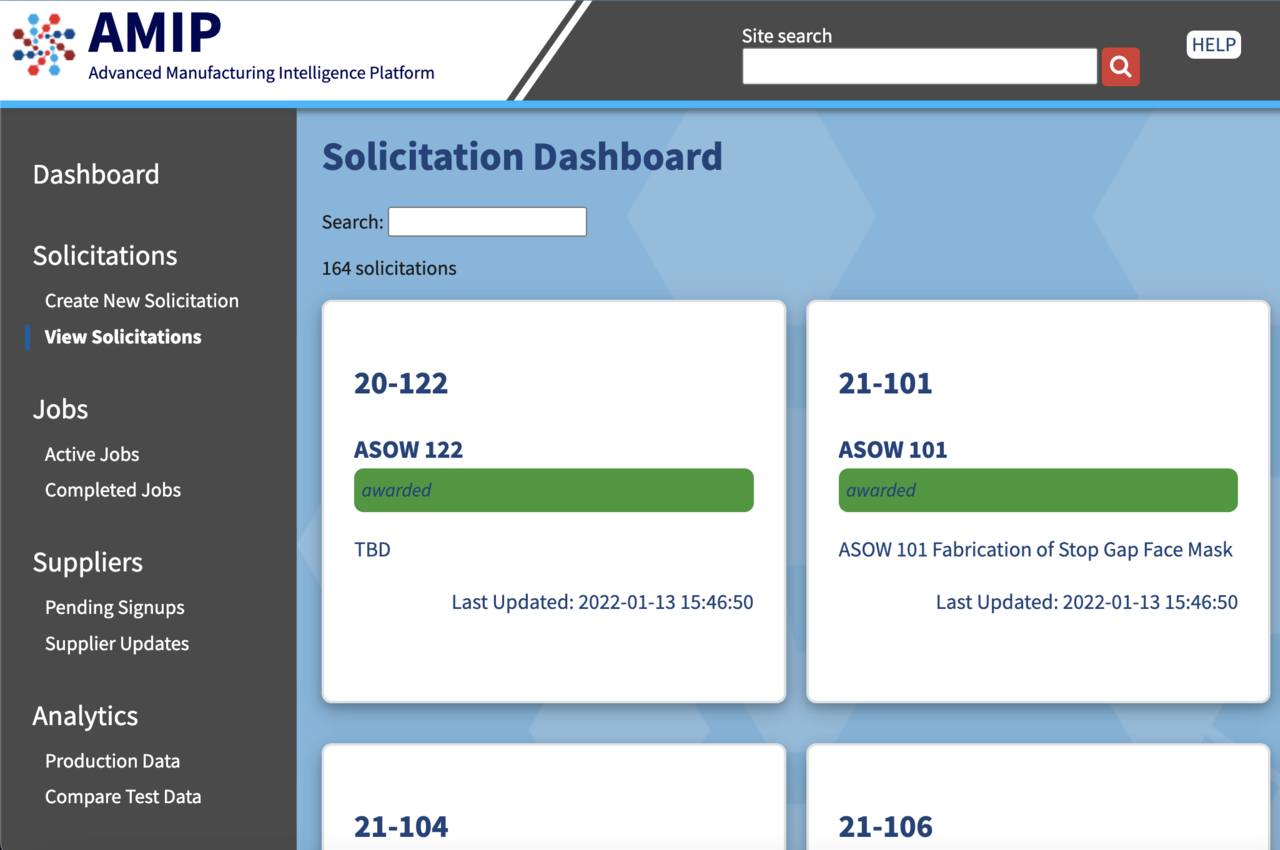 AMIP
Advanced Manufacturing Intelligence Platform
Site search
HELP
Dashboard
Solicitations
Create New Solicitation
View Solicitations
Jobs
Active Jobs
Completed Jobs
Suppliers
Pending Signups
Supplier Updates
Analytics
Production Data
Compare Test Data
Solicitation Dashboard
Search:
164 solicitations
20-122
ASOW 122
awarded
TBD
Last Updated: 2022-01-13 15:46:50
21-101
ASOW 101
awarded
ASOW 101 Fabrication of Stop Gap Face Mask
Last Updated: 2022-01-13 15:46:50
21-104
21-106